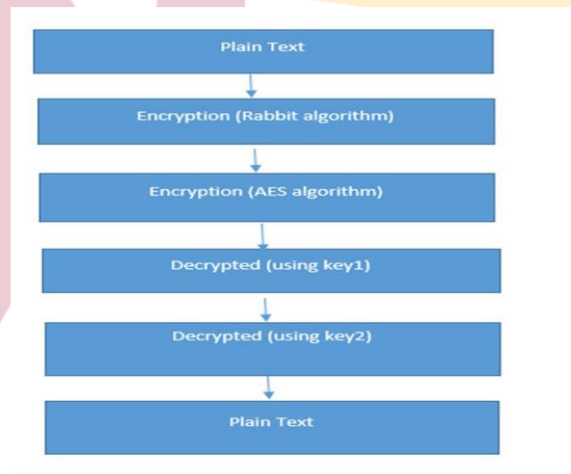 Plain Text
Encryption (Rabbit algorithm)
Encryption (AES algorithm)
Decrypted (using key1)
Decrypted (using key2)
Plain Text